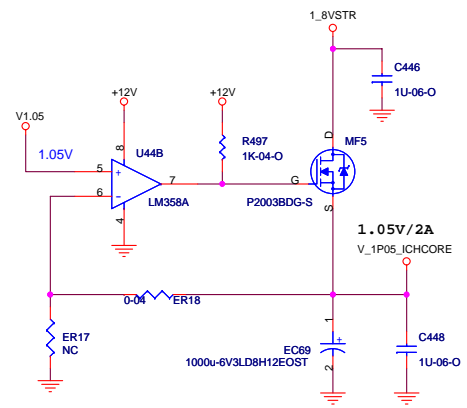 1_8VSTR
C446
1U-06-O
+12V
+12V
V1.05
1.05V
U44B
R497
1K-04-O
D
MF5
8
5
+
7
6
-
G
LM358A
P2003BDG-S
4
S
1.05V/2A
V_1P05_ICHCORE
0-04
ER18
ER17
NC
1
+
EC69
1000u-6V3LD8H12EOST
2
C448
1U-06-O